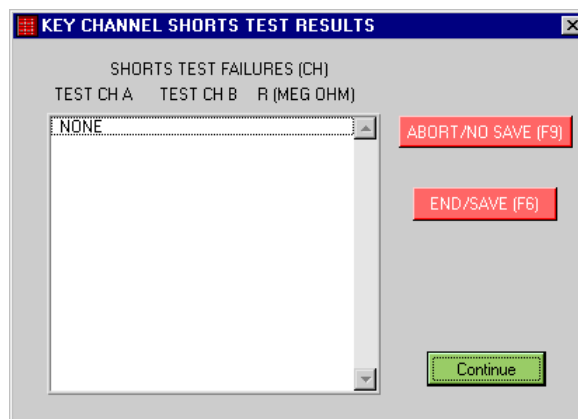 KEY CHANNEL SHORTS TEST RESULTS
SHORTS TEST FAILURES (CH)
TEST CH A TEST CH B R (MEG OHM)
NONE
ABORT/NO SAVE (F9)
END/SAVE (F6)
Continue